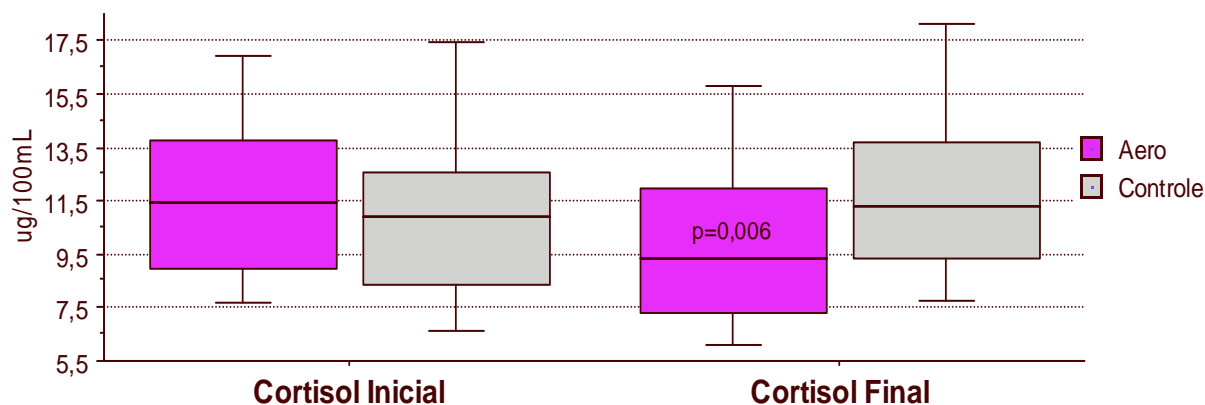 17,5
15,5
13,5
11,5
9,5
7,5
5,5
ug/100mL
p=0,006
Aero
Controle
Cortisol Inicial
Cortisol Final